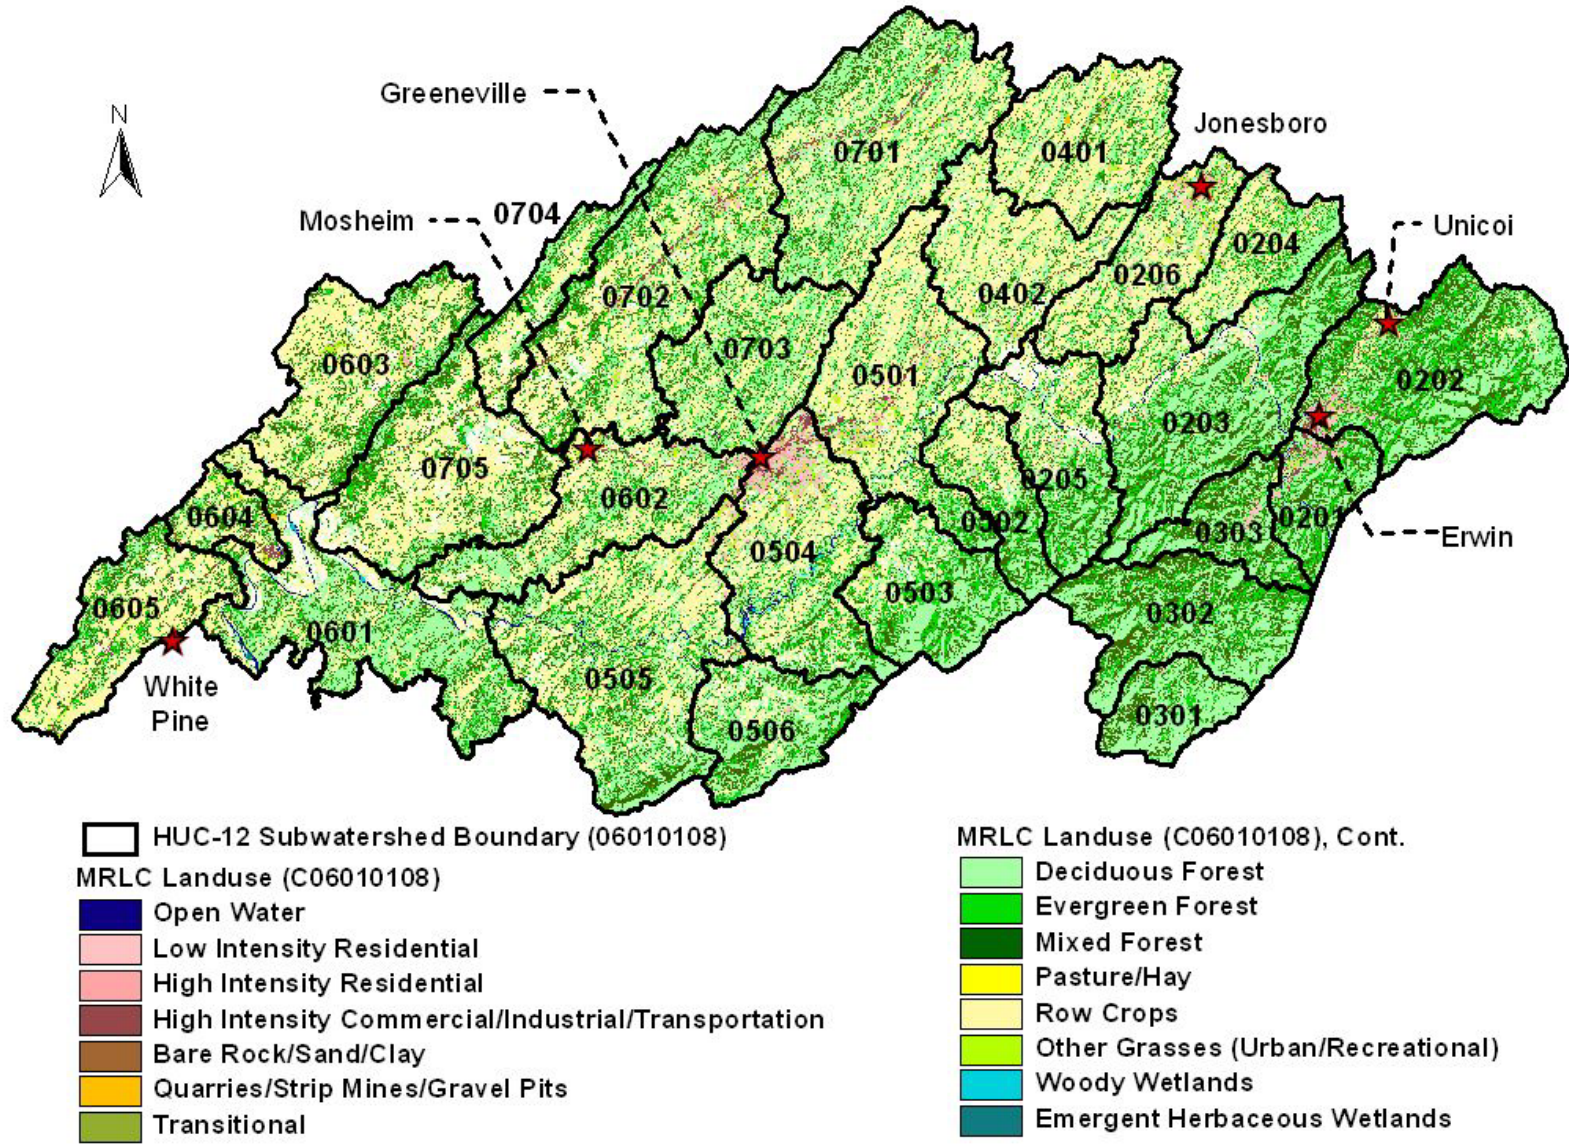 N
Greeneville
Jonesboro
0701
0401
Mosheim
0704
Unicoi
0204
0206
0702
0402
0703
0603
0501
0202
0203
0705
0205
0602
0604
0502
0201
0303
Erwin
0504
0503
0605
0302
0601
0505
White
Pine
0301
0506
HUC-12 Subwatershed Boundary (06010108)
MRLC Landuse (C06010108)
Open Water
Low Intensity Residential
High Intensity Residential
High Intensity Commercial/Industrial/Transportation
Bare Rock/Sand/Clay
Quarries/Strip Mines/Gravel Pits
Transitional
MRLC Landuse (C06010108), Cont.
Deciduous Forest
Evergreen Forest
Mixed Forest
Pasture/Hay
Row Crops
Other Grasses (Urban/Recreational)
Woody Wetlands
Emergent Herbaceous Wetlands